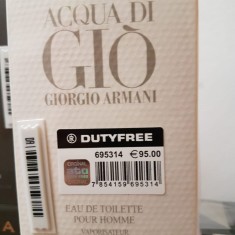 ACQUA DI
GIÒ
GIORGIO ARMANI
DUTYFREE
695314 €95.00
7 854159 695314
EAU DE TOILETTE
POUR HOMME
VAPORISATEUR